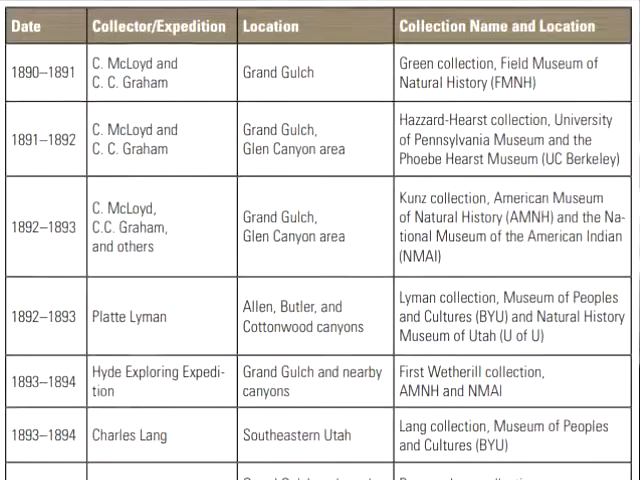 Date Collector/Expedition Location Collection Name and Location
1890–1891 C. McLoyd and C. C. Graham Grand Gulch Green collection, Field Museum of
Natural History (FMNH)
1891–1892 C. McLoyd and C. C. Graham Grand Gulch, Glen Canyon area Hazzard-Hearst collection, University
of Pennsylvania Museum and the
Phoebe Hearst Museum (UC Berkeley)
1892–1893 C. McLoyd, C.C. Graham, and others Grand Gulch, Glen Canyon area Kunz collection, American Museum
of Natural History (AMNH) and the Na-
tional Museum of the American Indian
(NMAI)
1892–1893 Platte Lyman Allen, Butler, and Cottonwood canyons Lyman collection, Museum of Peoples
and Cultures (BYU) and Natural History
Museum of Utah (U of U)
1893–1894 Hyde Exploring Expedi-
tion Grand Gulch and nearby canyons First Wetherill collection,
AMNH and NMAI
1893–1894 Charles Lang Southeastern Utah Lang collection, Museum of Peoples
and Cultures (BYU)